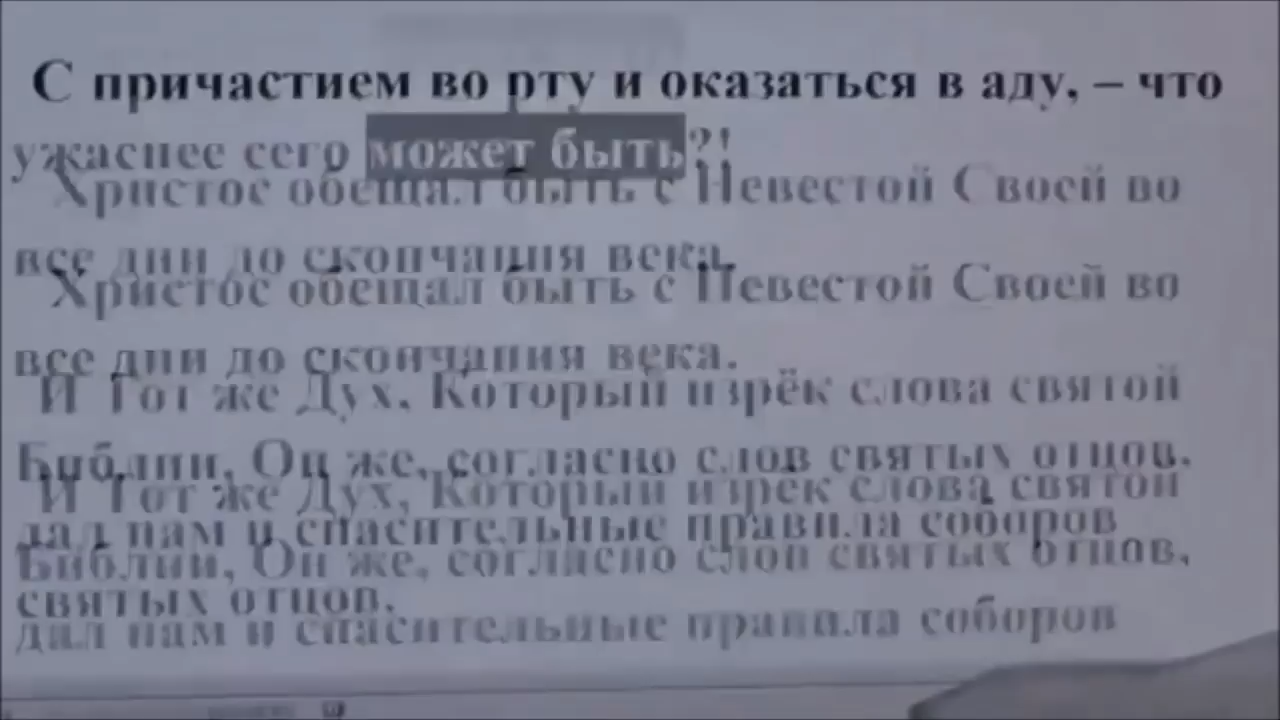 С причастием во рту и оказаться в аду, – что
ужаснее сего может быть?!
Христос обещал быть с Невестой Своей во
все дни до скончания века.
Христос обещал быть с Невестой Своей во
все дни до скончания века.
И Тот же Дух, Который изрёк слова святой
Библии, Он же, согласно слов святых отцов,
И Тот же Дух, Который изрёк слова святой
дал нам и спасительные правила соборов
Библии, Он же, согласно слов святых отцов,
святых отцов.
дал нам и спасительные правила соборов